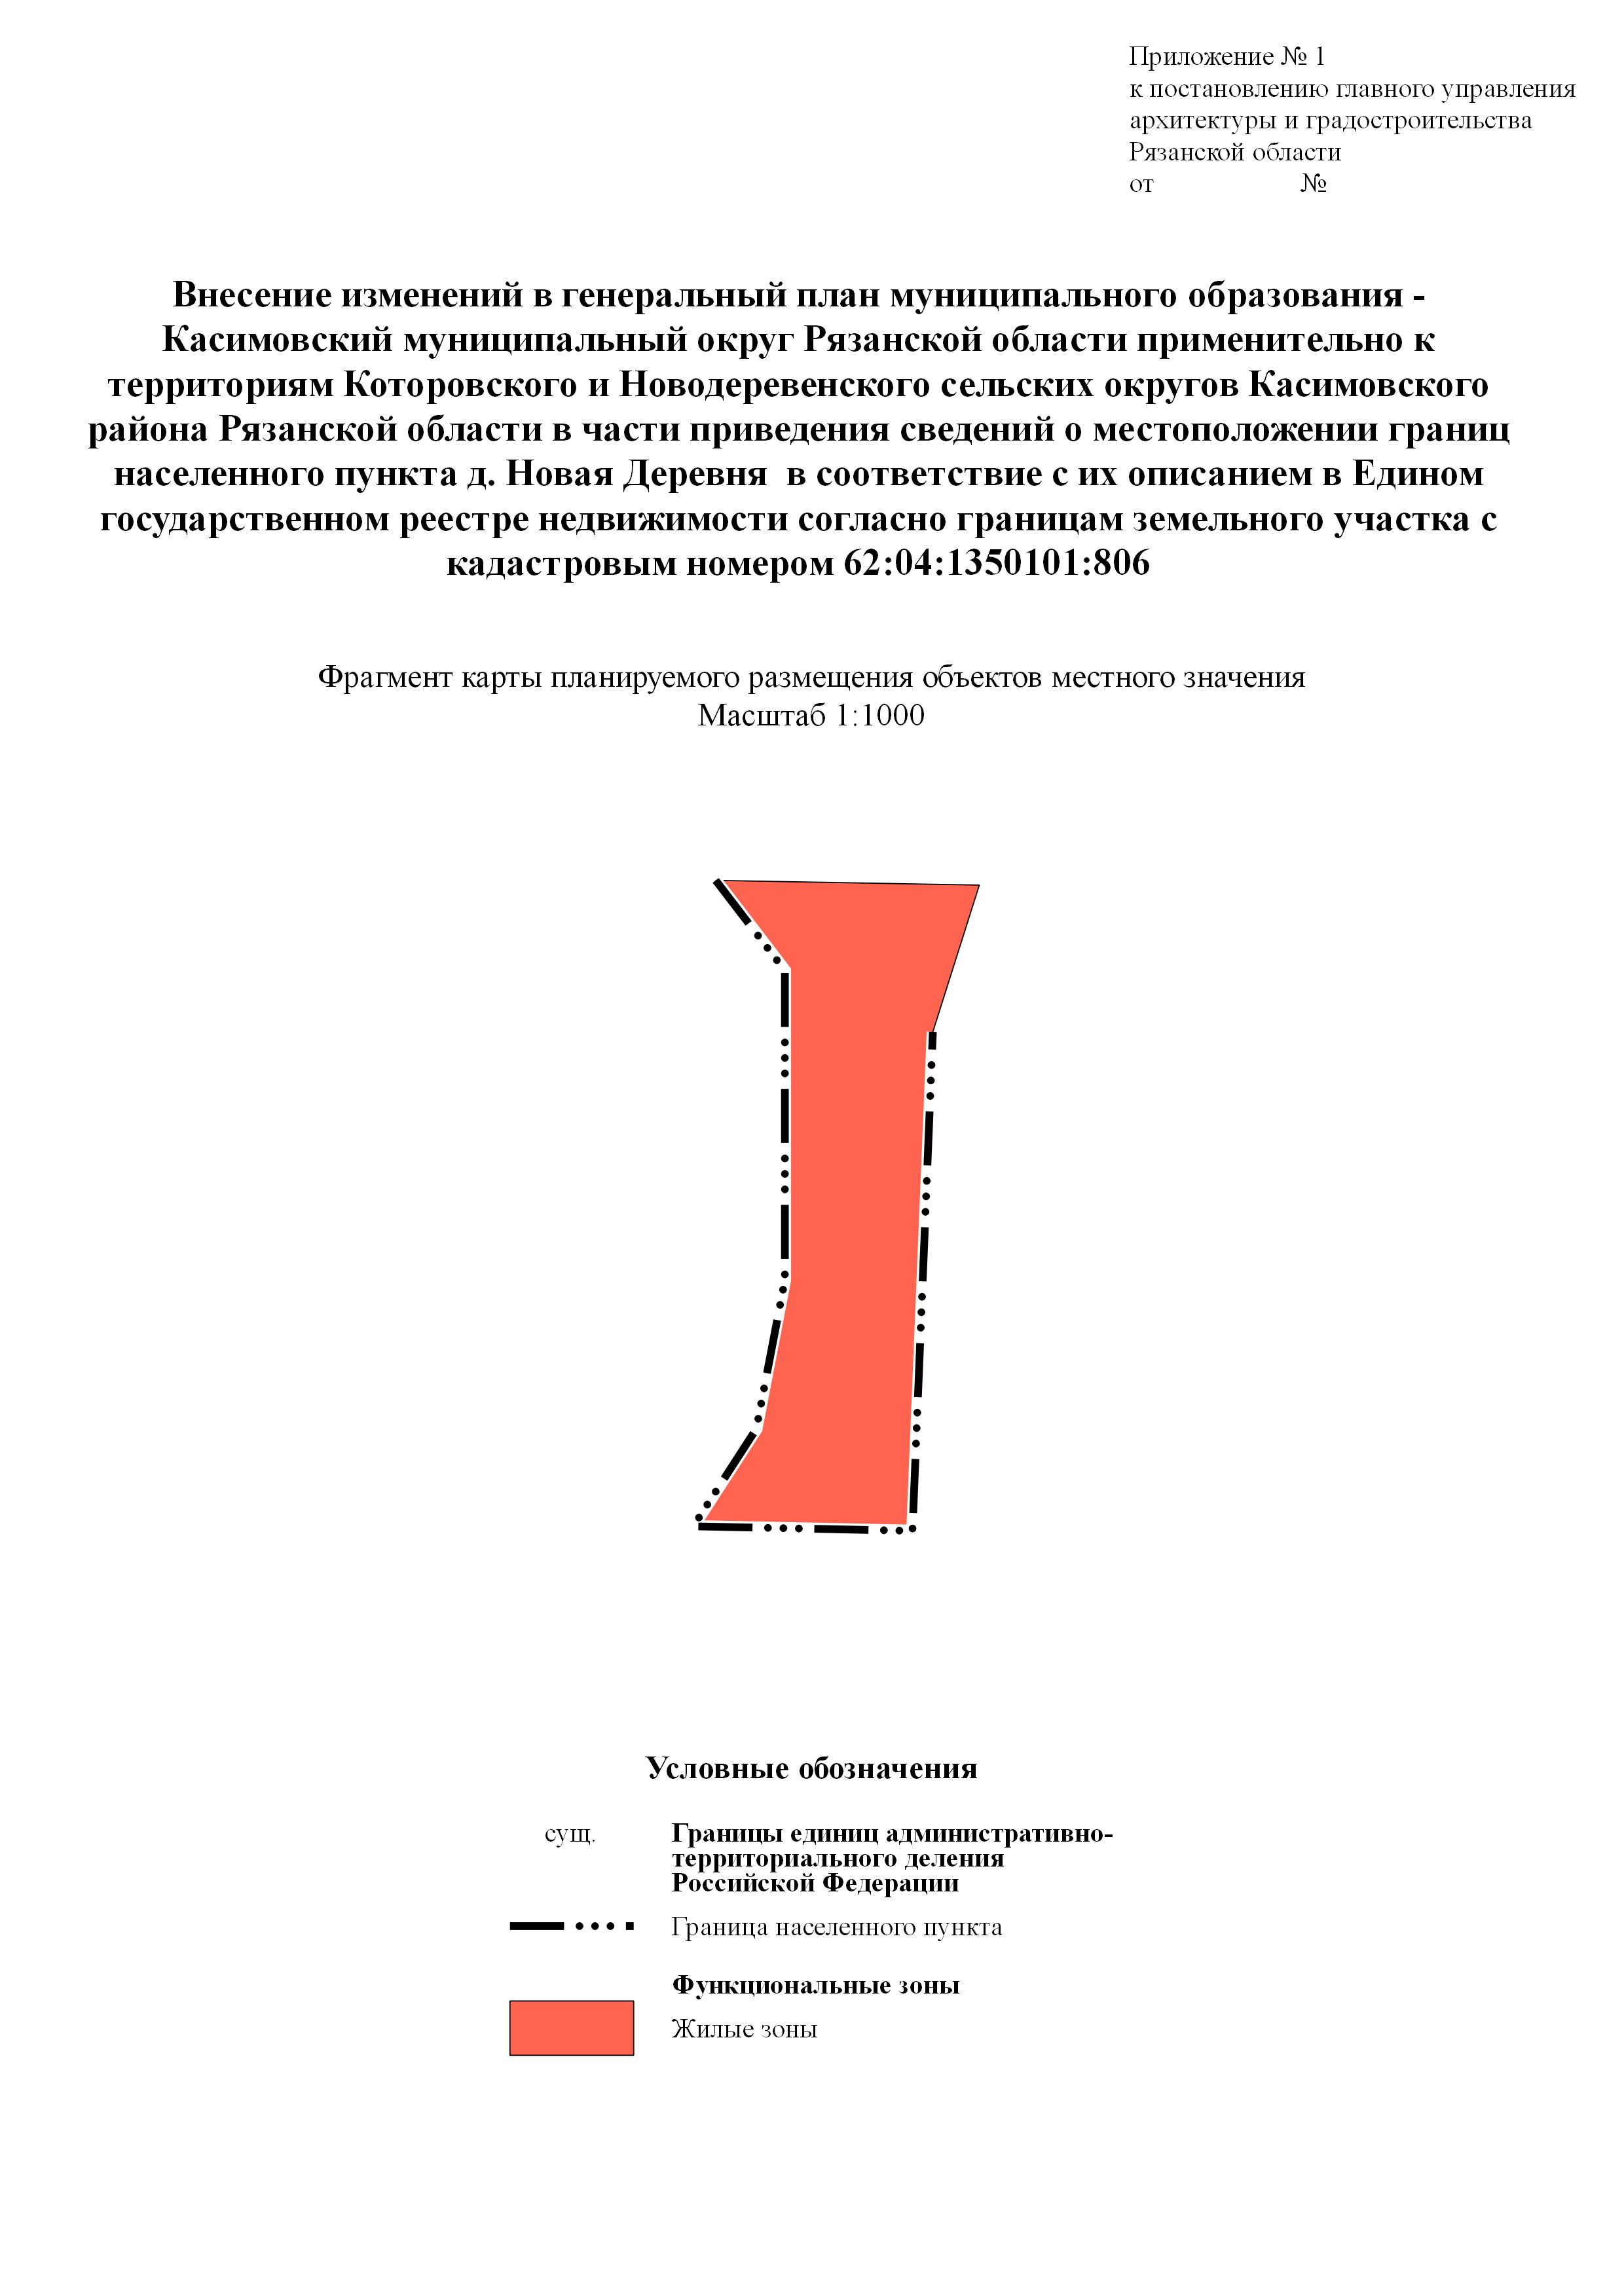 Приложение № 1
к постановлению главного управления
архитектуры и градостроительства
Рязанской области
от №
Внесение изменений в генеральный план муниципального образования -
Касимовский муниципальный округ Рязанской области применительно к
территориям Которовского и Новодеревенского сельских округов Касимовского
района Рязанской области в части приведения сведений о местоположении границ
населенного пункта д. Новая Деревня  в соответствие с их описанием в Едином
государственном реестре недвижимости согласно границам земельного участка с
кадастровым номером 62:04:1350101:806
Фрагмент карты планируемого размещения объектов местного значения
Масштаб 1:1000
Условные обозначения
сущ. Границы единиц административно-
территориального деления
Российской Федерации
Граница населенного пункта
Функциональные зоны
Жилые зоны